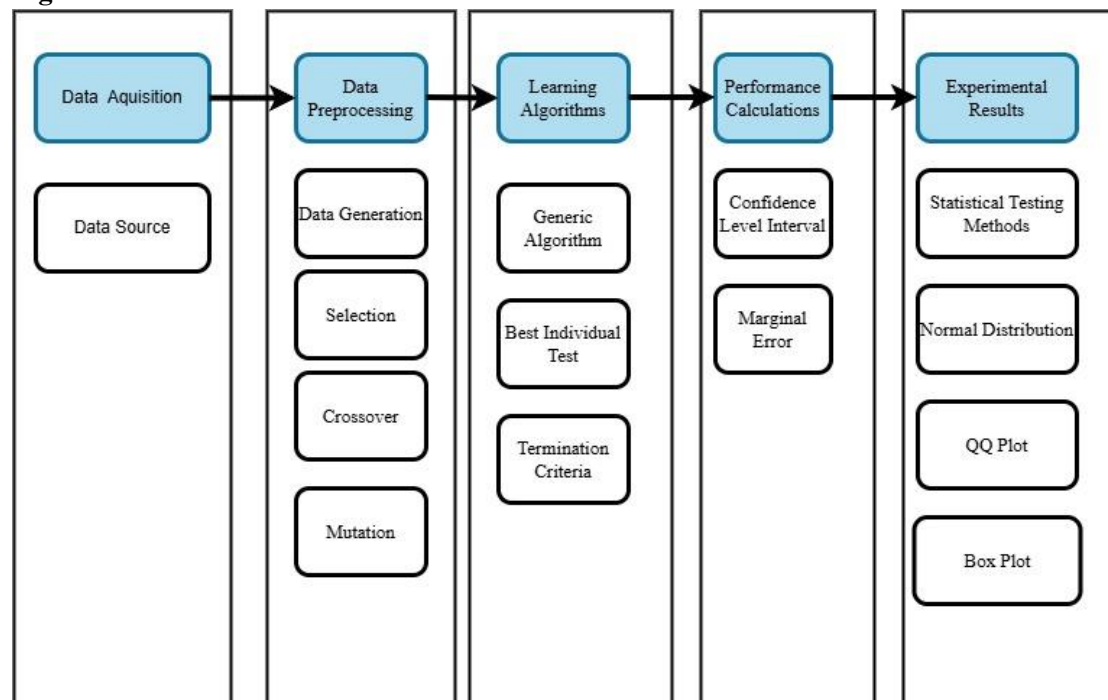 Data Aquisition
Data
Preprocessing
Learning
Algorithms
Performance
Calculations
Experimental
Results
Data Source
Data Generation
Selection
Crossover
Mutation
Generic
Algorithm
Best Individual
Test
Termination
Criteria
Confidence
Level Interval
Marginal
Error
Statistical Testing
Methods
Normal Distribution
QQ Plot
Box Plot